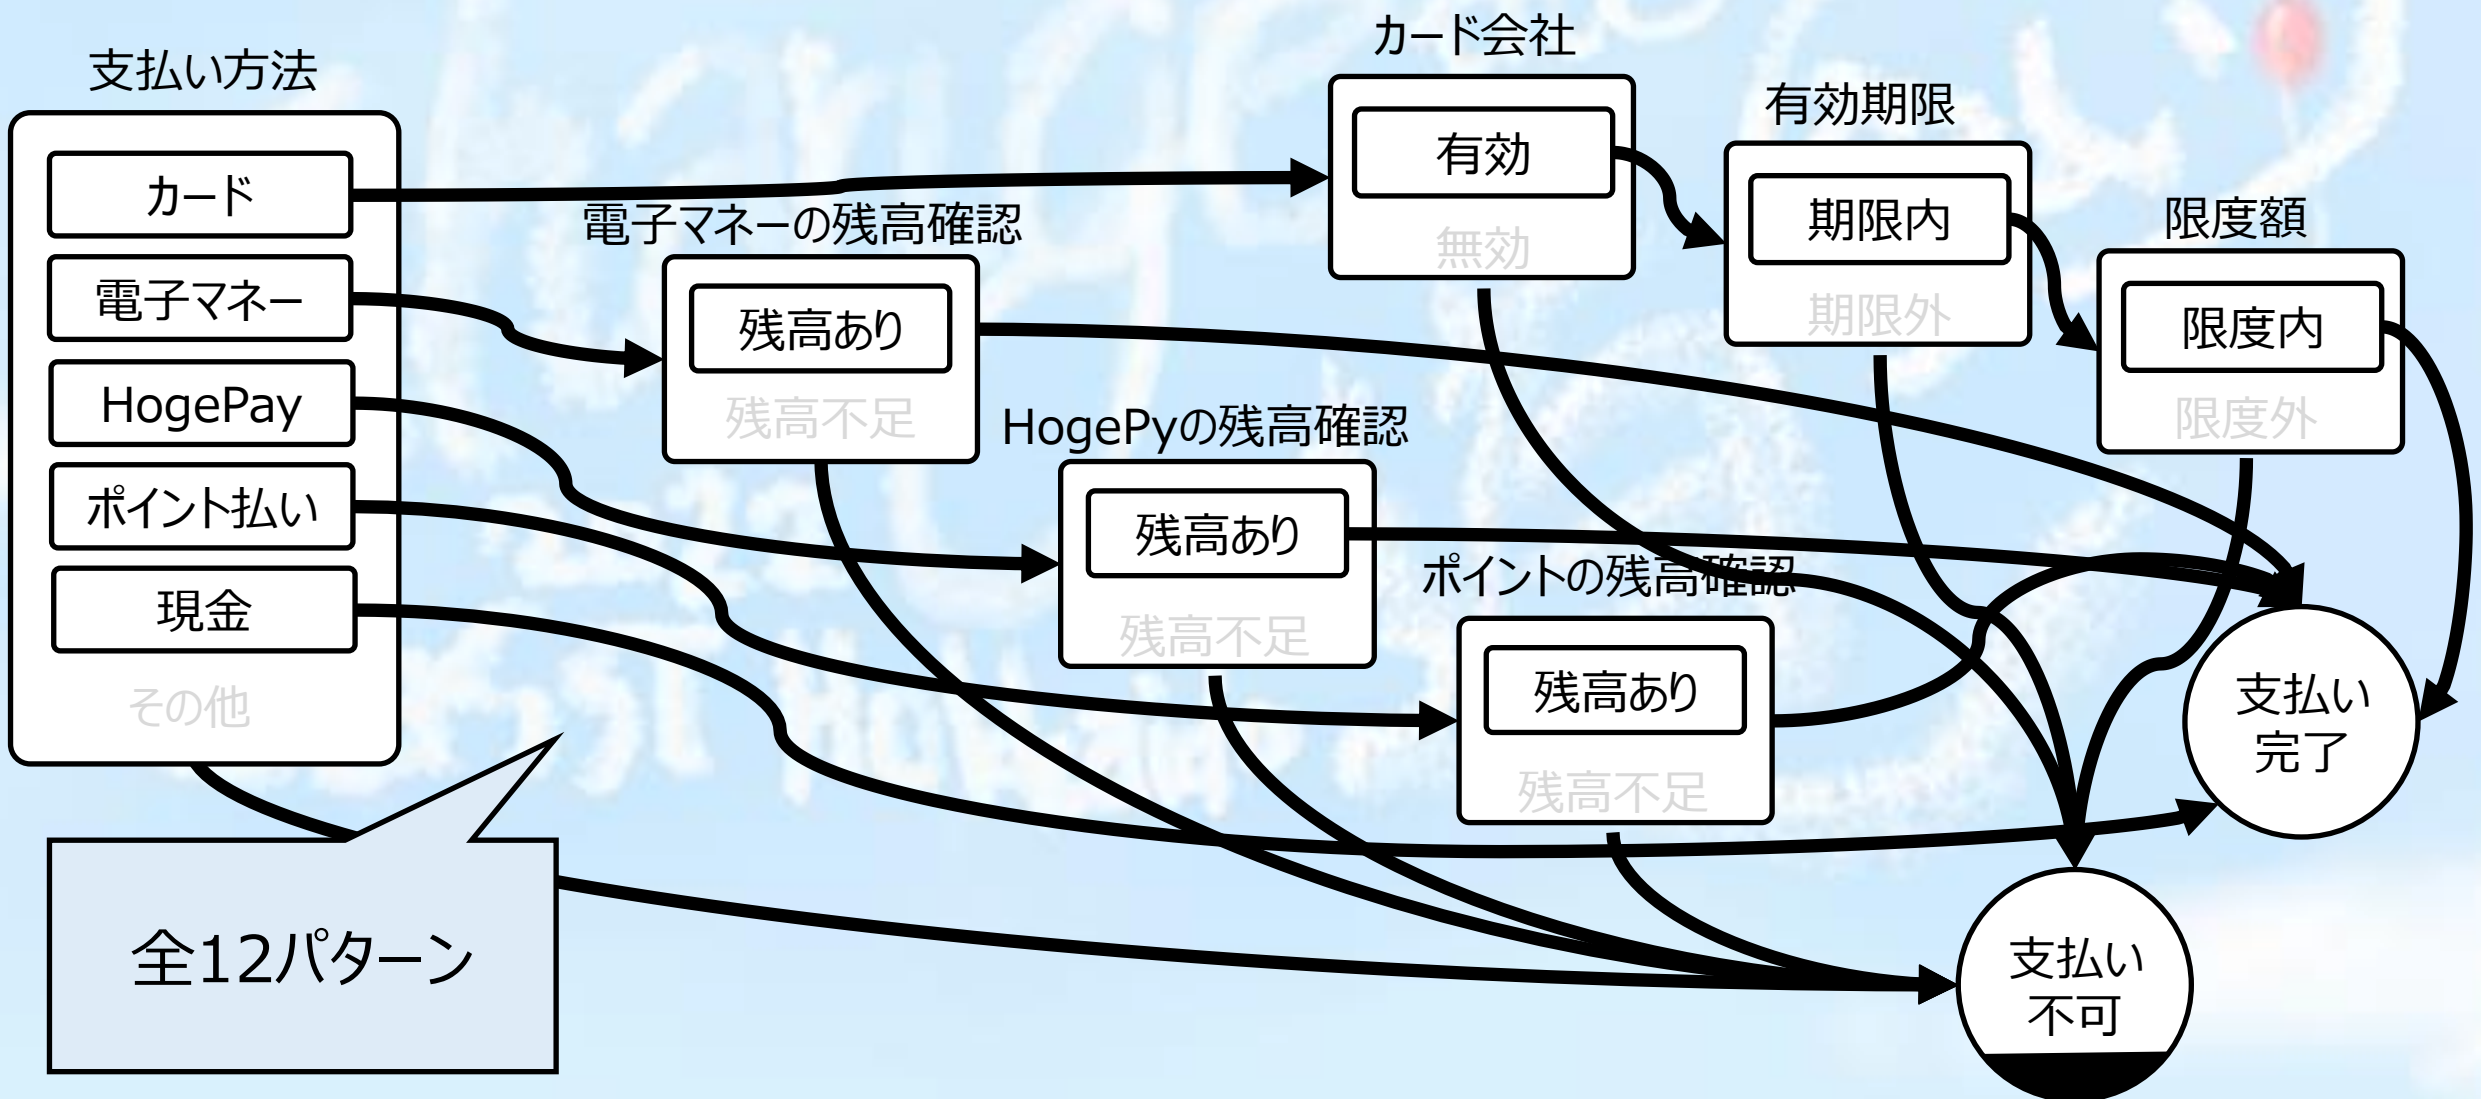 支払い方法
カード
電子マネー
HogePay
ポイント払い
現金
その他
全12パターン
電子マネーの残高確認
残高あり
残高不足
HogePyの残高確認
残高あり
残高不足
ポイントの残高確認
残高あり
残高不足
カード会社
有効
無効
有効期限
期限内
期限外
限度額
限度内
限度外
支払い
完了
支払い
不可